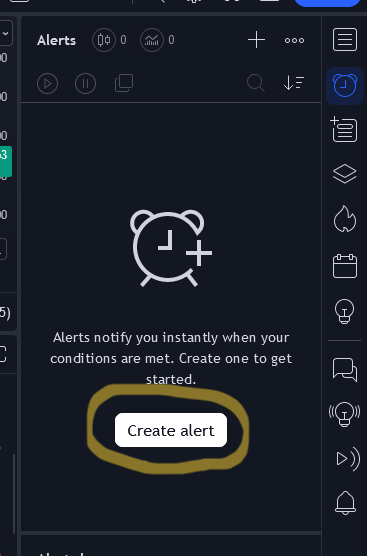 Alerts 0 0
Alerts notify you instantly when your
conditions are met. Create one to get
started.
Create alert